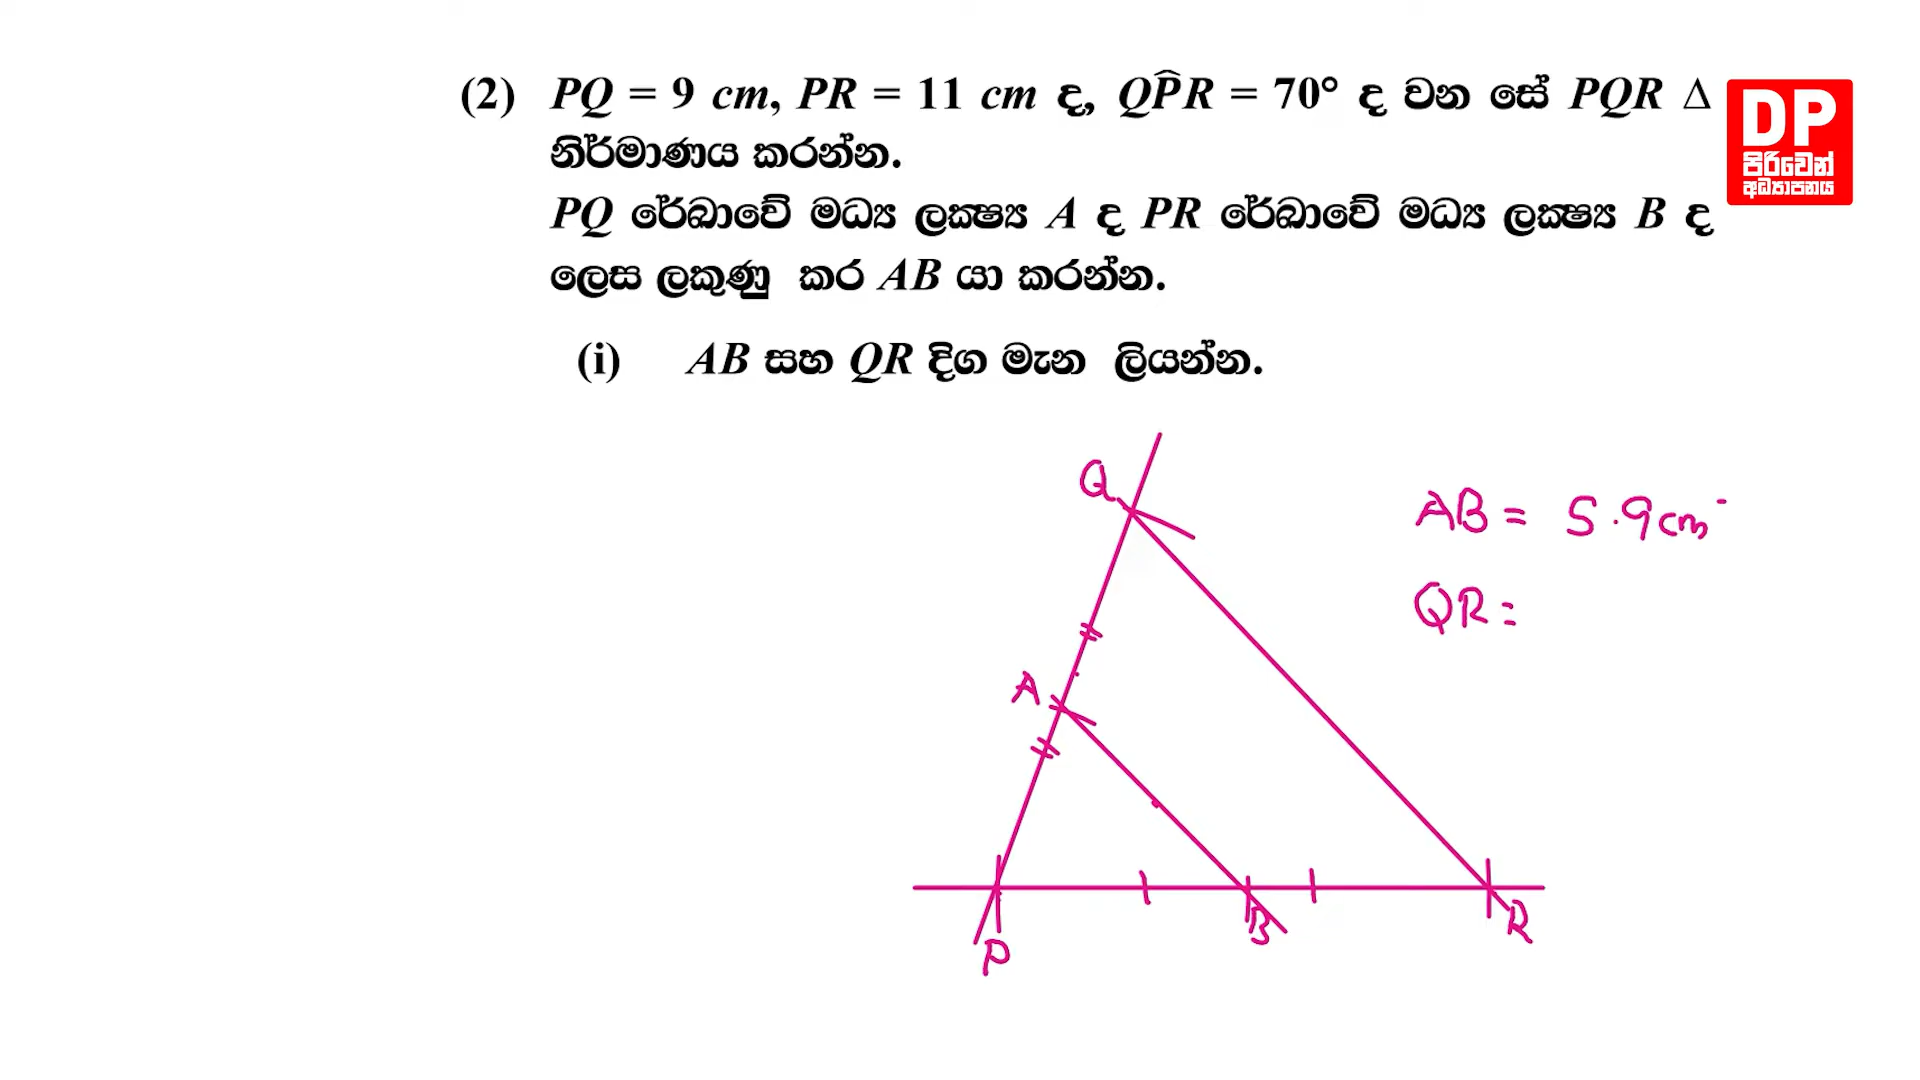 (2) PQ = 9 cm, PR = 11 cm ද, QP̂R = 70° ද වන සේ PQR Δ
නිර්මාණය කරන්න.
PQ රේඛාවේ මධ්‍ය ලක්‍ෂ්‍ය A ද PR රේඛාවේ මධ්‍ය ලක්‍ෂ්‍ය B ද
ලෙස ලකුණු කර AB යා කරන්න.
(i) AB සහ QR දිග මැන ලියන්න.
DP
පිරිවෙන්
අධ්‍යාපනය
Q
AB = 5.9cm
QR =
A
P
B
R